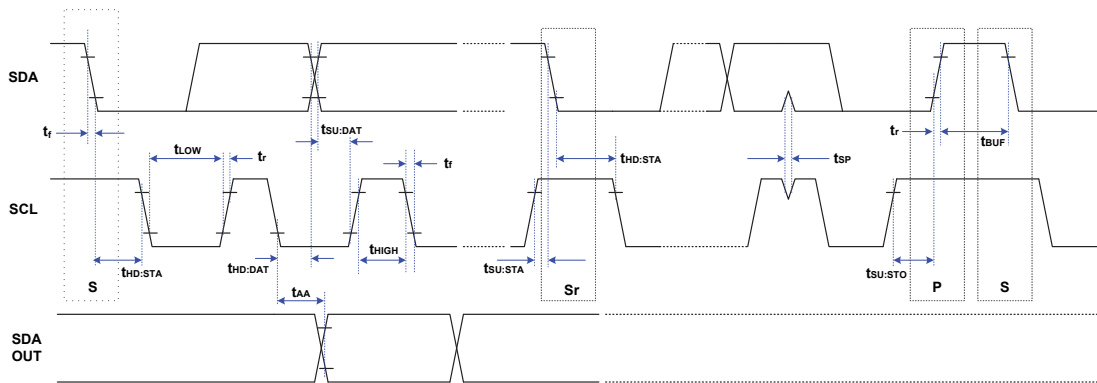 SDA
tf
tSU:DAT
tr
tBUF
tLOW
tr
tf
tHD:STA
tSP
SCL
tHD:STA
tHD:DAT
tHIGH
tSU:STA
tSU:STO
S
tAA
Sr
P
S
SDA
OUT